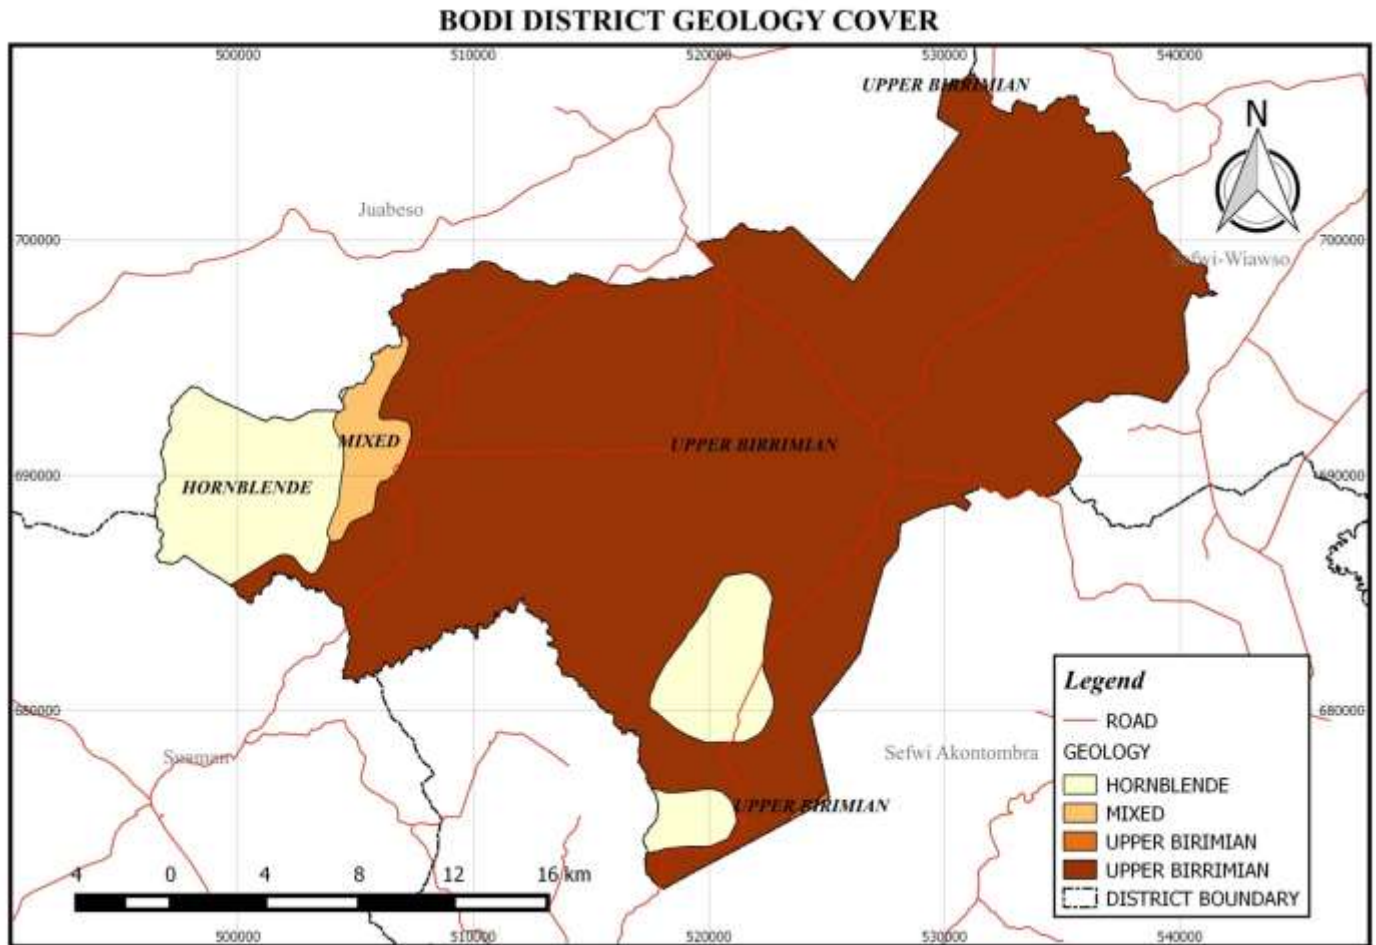 BODI DISTRICT GEOLOGY COVER
500000 510000 520000 530000 540000
UPPER BIRRIMIAN
N
Juabeso
700000 700000
Sefwi-Wiawso
MIXED
UPPER BIRRIMIAN
690000 690000
HORNBLENDE
Legend
ROAD
680000 680000
GEOLOGY
Suaman
Sefwi Akontombra
HORNBLENDE
UPPER BIRIMIAN
MIXED
UPPER BIRIMIAN
UPPER BIRRIMIAN
DISTRICT BOUNDARY
4 0 4 8 12 16 km
500000 510000 520000 530000 540000